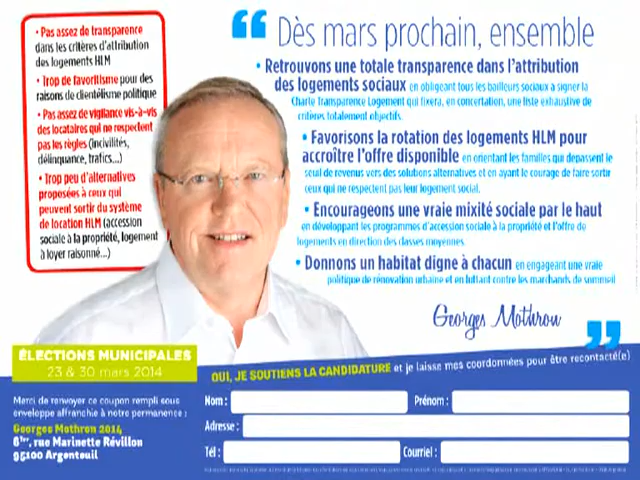 • Pas assez de transparence
dans les critères d'attribution
des logements HLM
• Trop de favoritisme pour des
raisons de clientélisme politique
• Pas assez de vigilance vis-à-vis
des locataires qui ne respectent
pas les règles (incivilités,
délinquance, trafics...)
• Trop peu d'alternatives
proposées à ceux qui
peuvent sortir du système
de location HLM (accession
sociale à la propriété, logement
à loyer raisonné...)
“ Dès mars prochain, ensemble
• Retrouvons une totale transparence dans l'attribution
des logements sociaux en obligeant tous les bailleurs sociaux a signer la
Charte Transparence Logement qui fixera, en concertation, une liste exhaustive de
critères totalement objectifs.
• Favorisons la rotation des logements HLM pour
accroître l'offre disponible en orientant les familles qui depassent le
seuil de revenus vers des solutions alternatives et en ayant le courage de faire sortir
ceux qui ne respectent pas leur logement social.
• Encourageons une vraie mixité sociale par le haut
en développant les programmes d'accession sociale à la propriété et l'offre de
logements en direction des classes moyennes.
• Donnons un habitat digne à chacun en engageant une vraie
politique de rénovation urbaine et en luttant contre les marchands de sommeil
Georges Mothron ”
ÉLECTIONS MUNICIPALES
23 & 30 mars 2014
Merci de renvoyer ce coupon rempli sous
enveloppe affranchie à notre permanence :
Georges Mothron 2014
8ter, rue Marinette Révillon
95100 Argenteuil
OUI, JE SOUTIENS LA CANDIDATURE et je laisse mes coordonnées pour être recontacté(e)
Nom : Prénom :
Adresse :
Tél : Courriel :